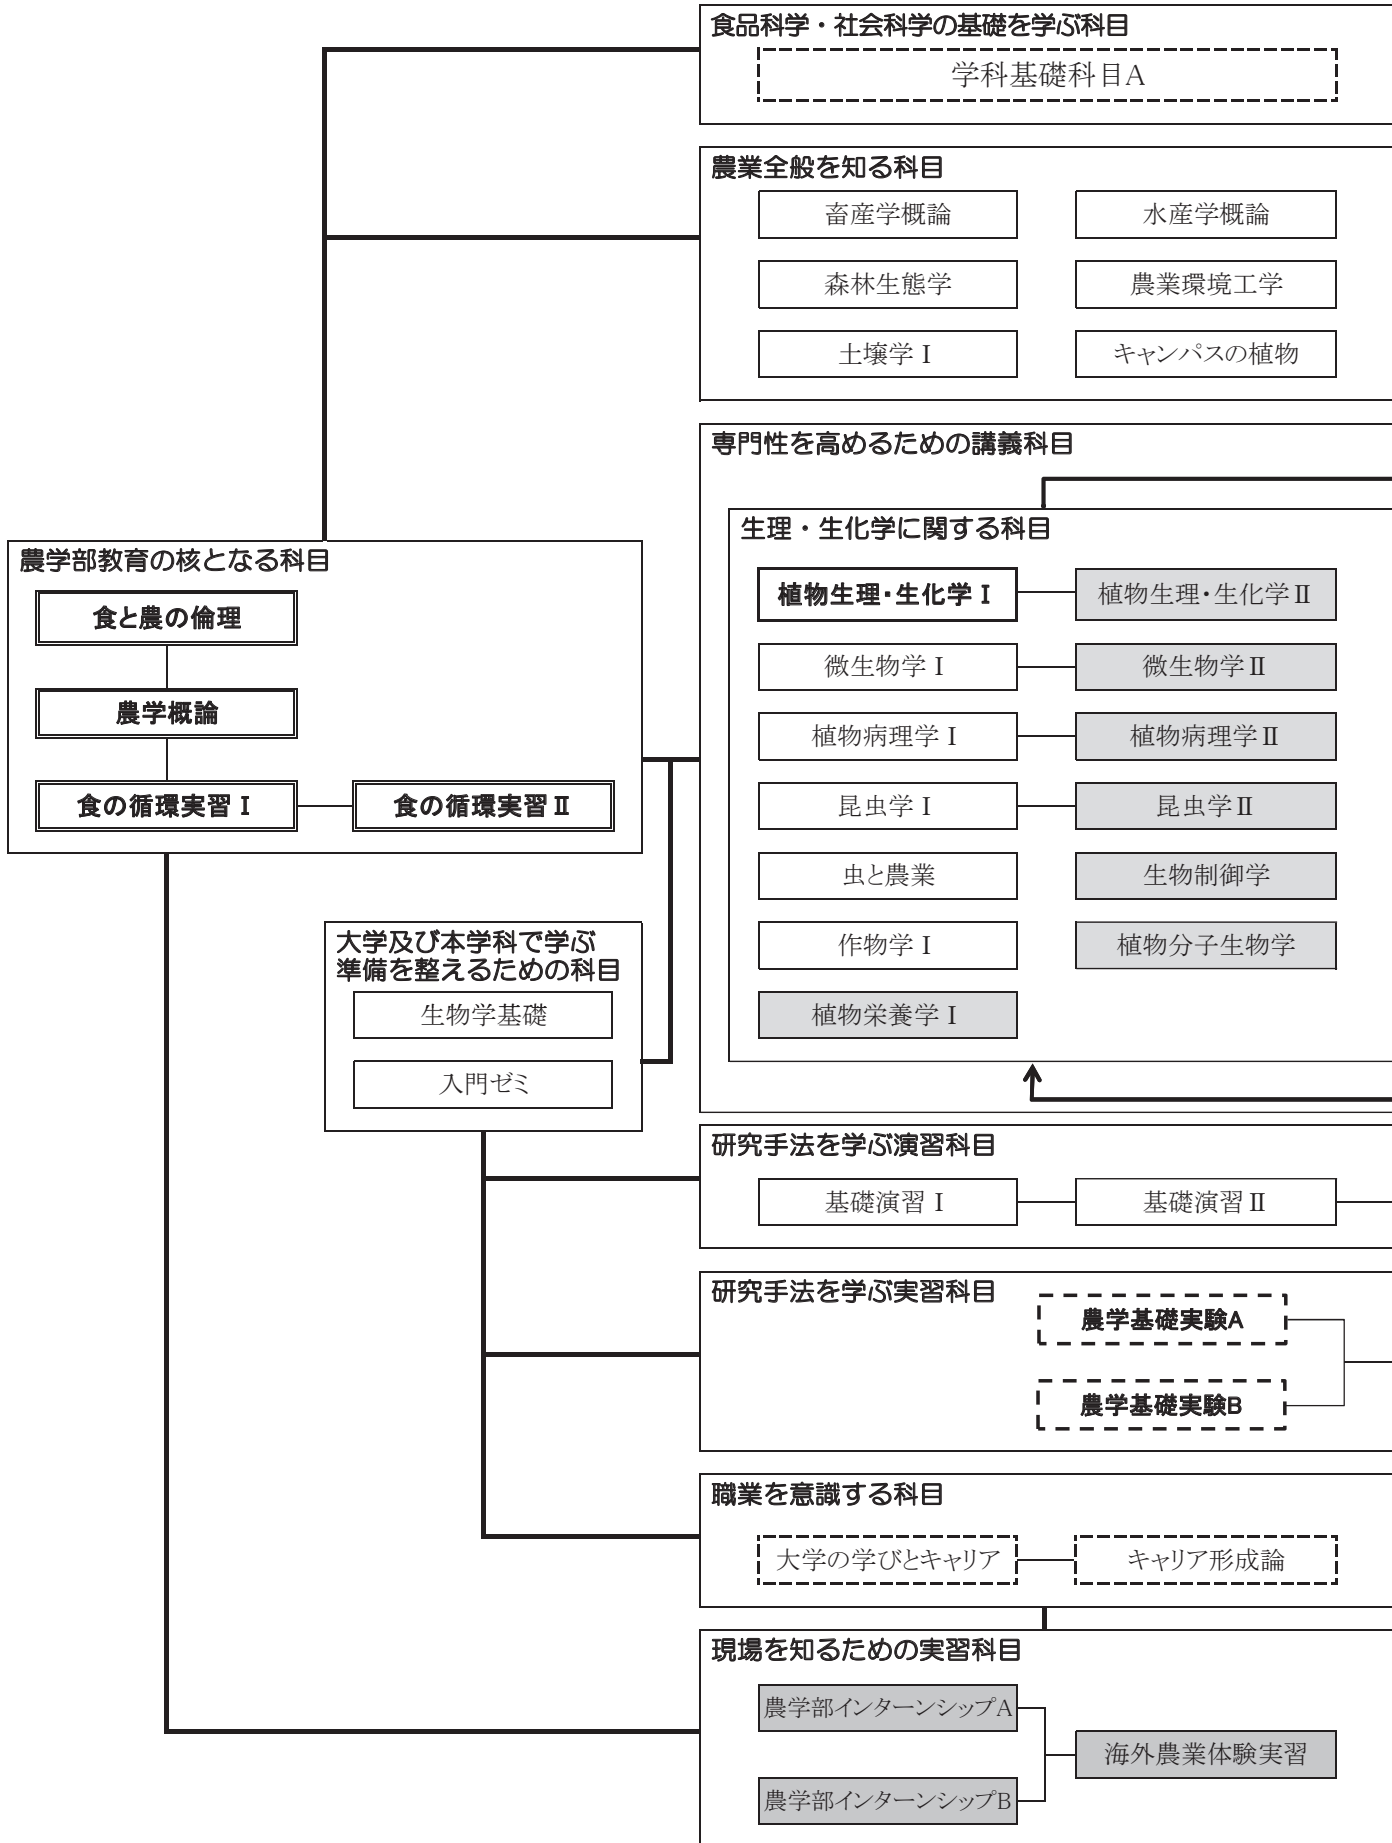 食品科学・社会科学の基礎を学ぶ科目
学科基礎科目A
農業全般を知る科目
畜産学概論
水産学概論
森林生態学
農業環境工学
土壌学Ⅰ
キャンパスの植物
専門性を高めるための講義科目
生理・生化学に関する科目
植物生理・生化学Ⅰ
植物生理・生化学Ⅱ
微生物学Ⅰ
微生物学Ⅱ
植物病理学Ⅰ
植物病理学Ⅱ
昆虫学Ⅰ
昆虫学Ⅱ
虫と農業
生物制御学
作物学Ⅰ
植物分子生物学
植物栄養学Ⅰ
農学部教育の核となる科目
食と農の倫理
農学概論
食の循環実習Ⅰ
食の循環実習Ⅱ
大学及び本学科で学ぶ
準備を整えるための科目
生物学基礎
入門ゼミ
研究手法を学ぶ演習科目
基礎演習Ⅰ
基礎演習Ⅱ
研究手法を学ぶ実習科目
農学基礎実験A
農学基礎実験B
職業を意識する科目
大学の学びとキャリア
キャリア形成論
現場を知るための実習科目
農学部インターンシップA
海外農業体験実習
農学部インターンシップB